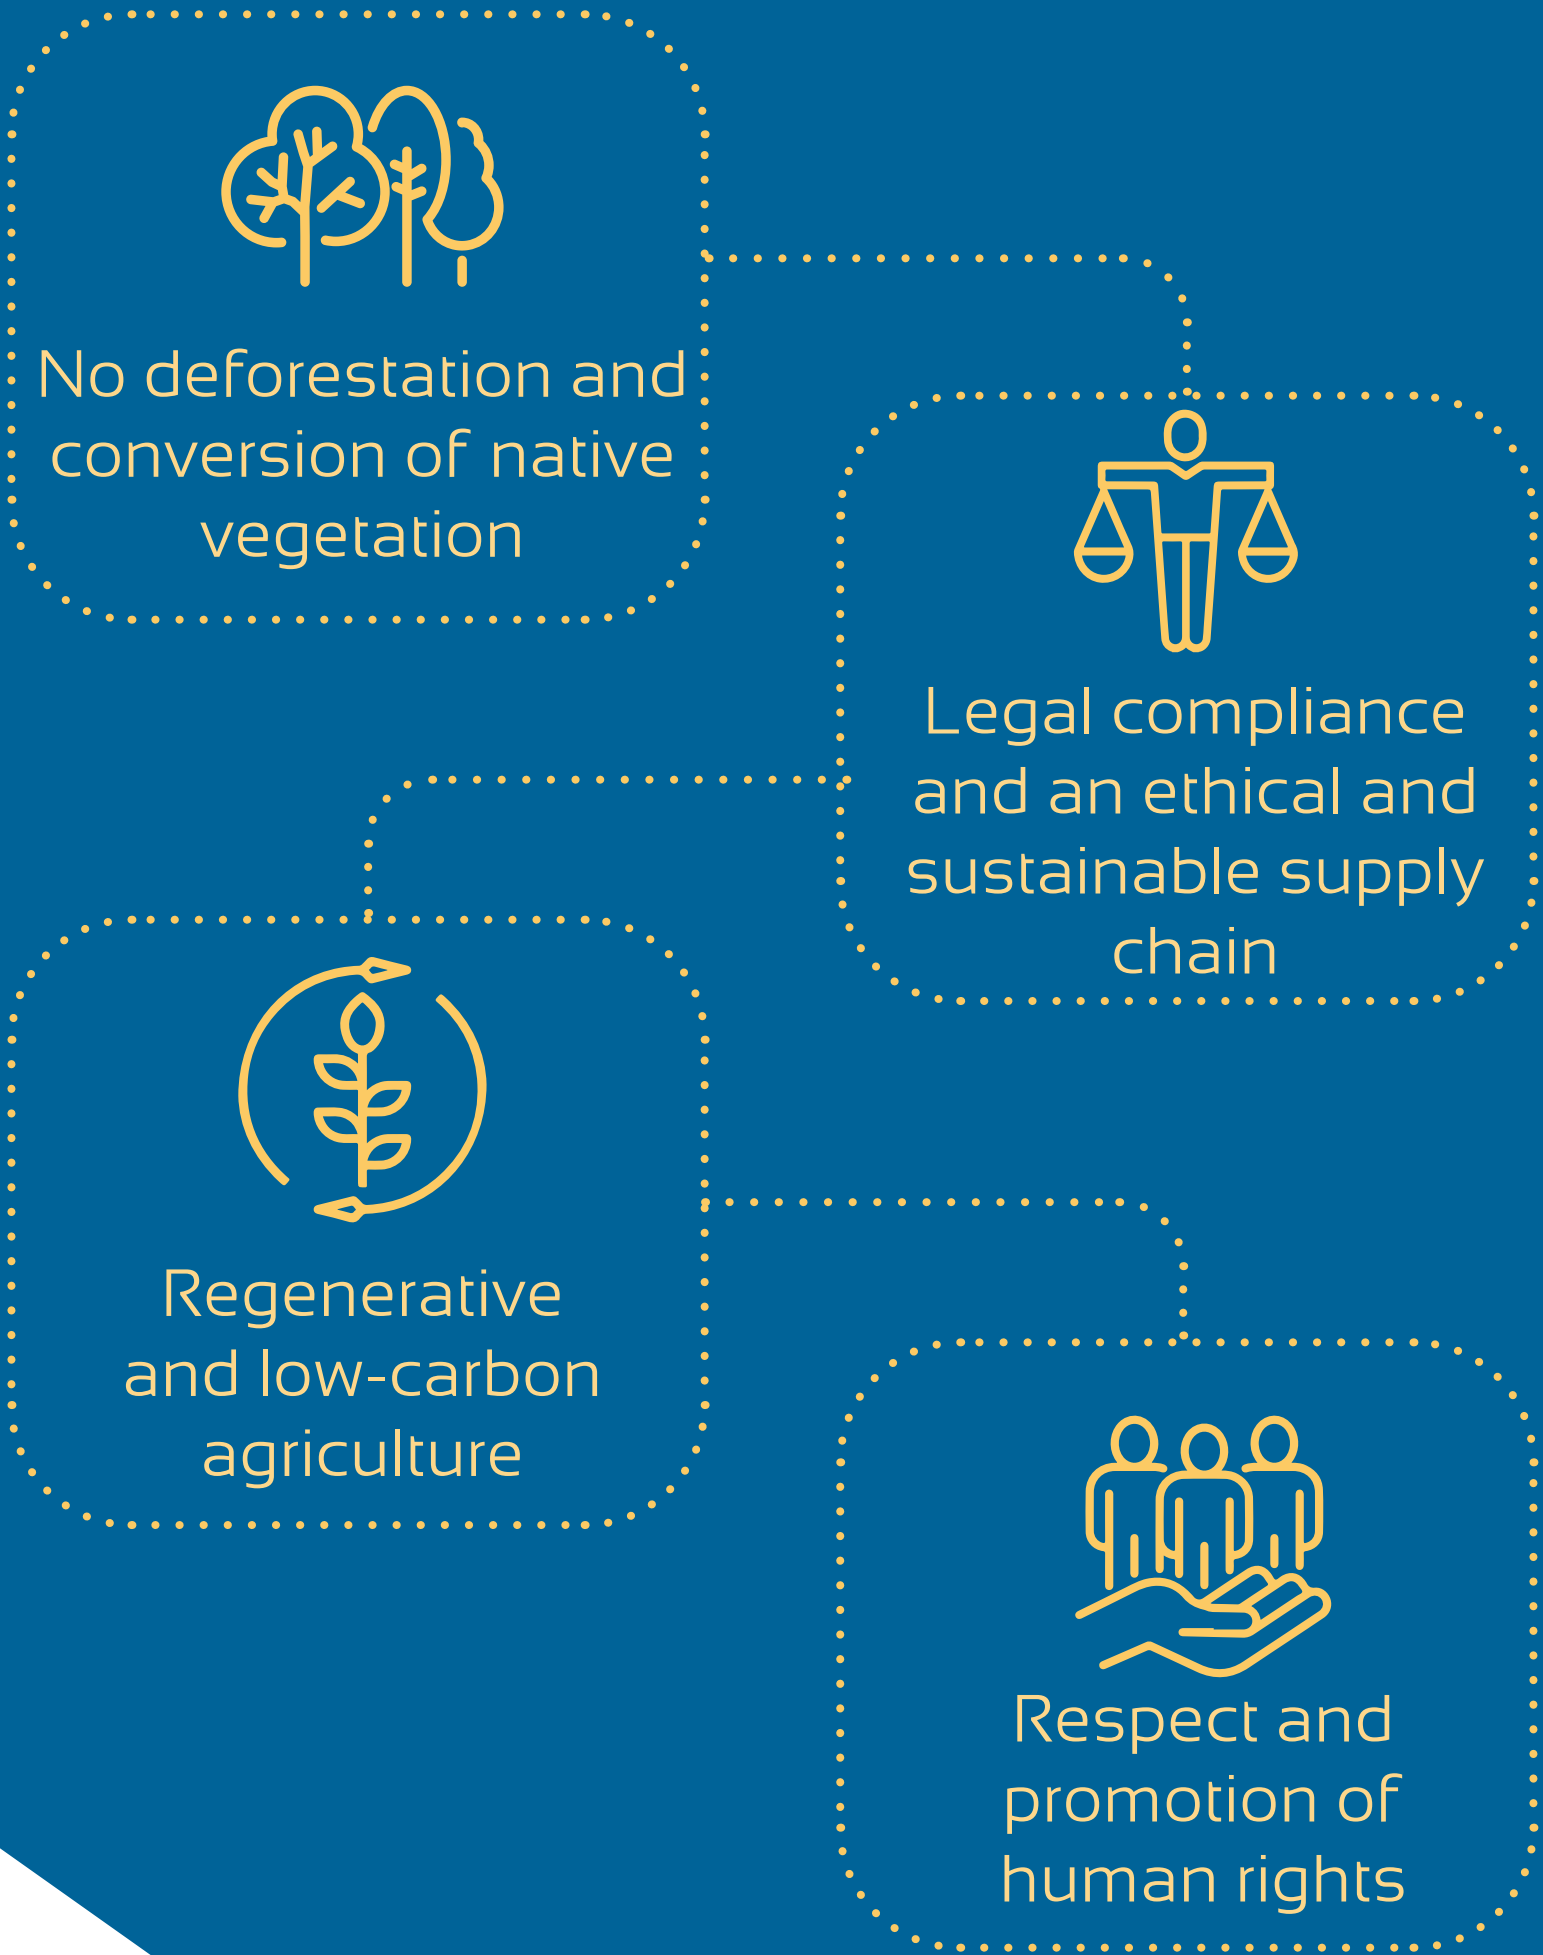 No deforestation and
conversion of native
vegetation
Legal compliance
and an ethical and
sustainable supply
chain
Regenerative
and low-carbon
agriculture
Respect and
promotion of
human rights